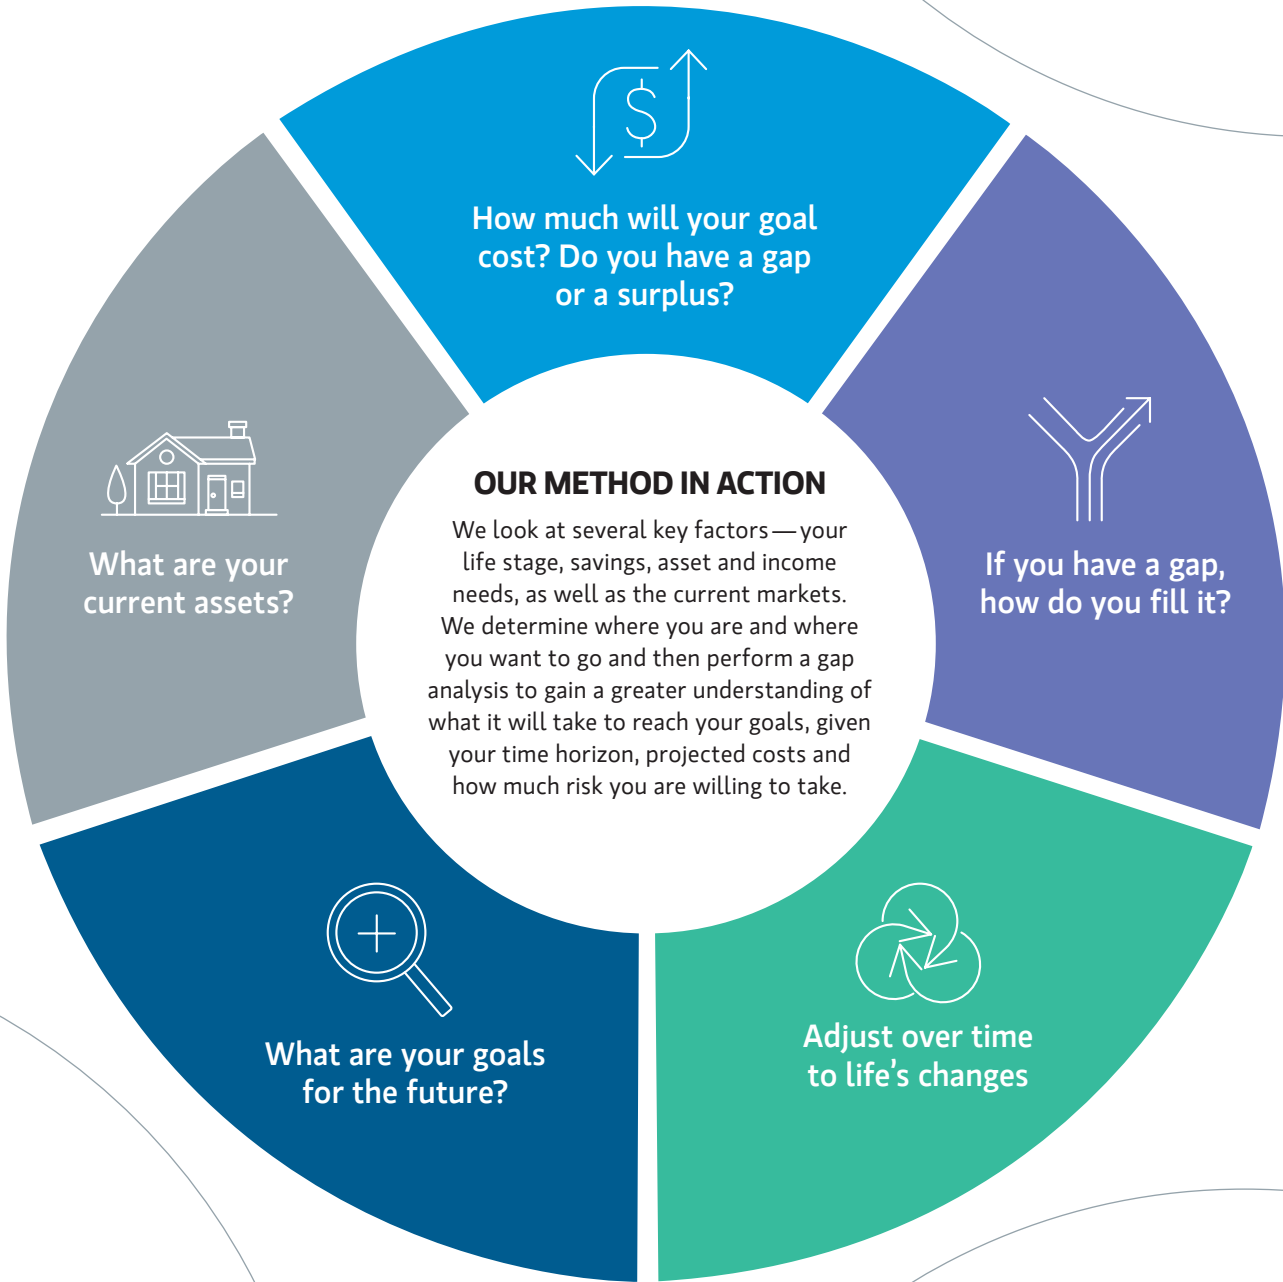 How much will your goal
cost? Do you have a gap
or a surplus?
What are your
current assets?
OUR METHOD IN ACTION
We look at several key factors — your
life stage, savings, asset and income
needs, as well as the current markets.
We determine where you are and where
you want to go and then perform a gap
analysis to gain a greater understanding of
what it will take to reach your goals, given
your time horizon, projected costs and
how much risk you are willing to take.
If you have a gap,
how do you fill it?
What are your goals
for the future?
Adjust over time
to life’s changes